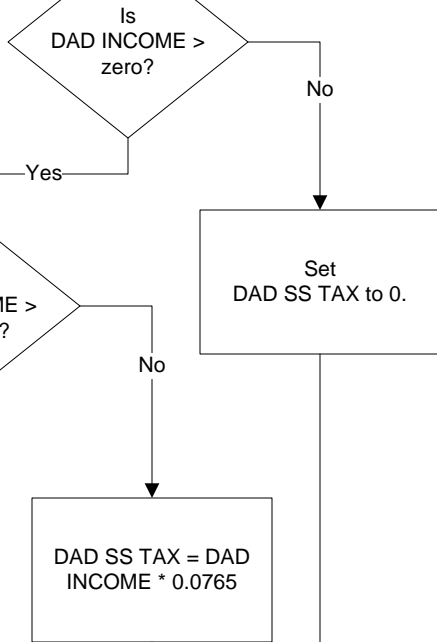 Is
DAD INCOME >
zero?
No
Yes
Set
DAD SS TAX to 0.
>
?
No
DAD SS TAX = DAD
INCOME * 0.0765